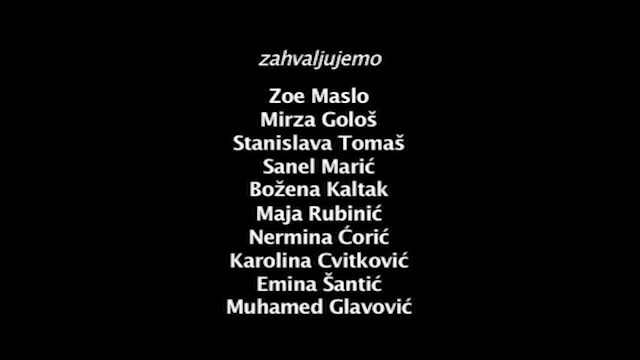 zahvaljujemo
Zoe Maslo
Mirza Gološ
Stanislava Tomaš
Sanel Marić
Božena Kaltak
Maja Rubinić
Nermina Ćorić
Karolina Cvitković
Emina Šantić
Muhamed Glavović